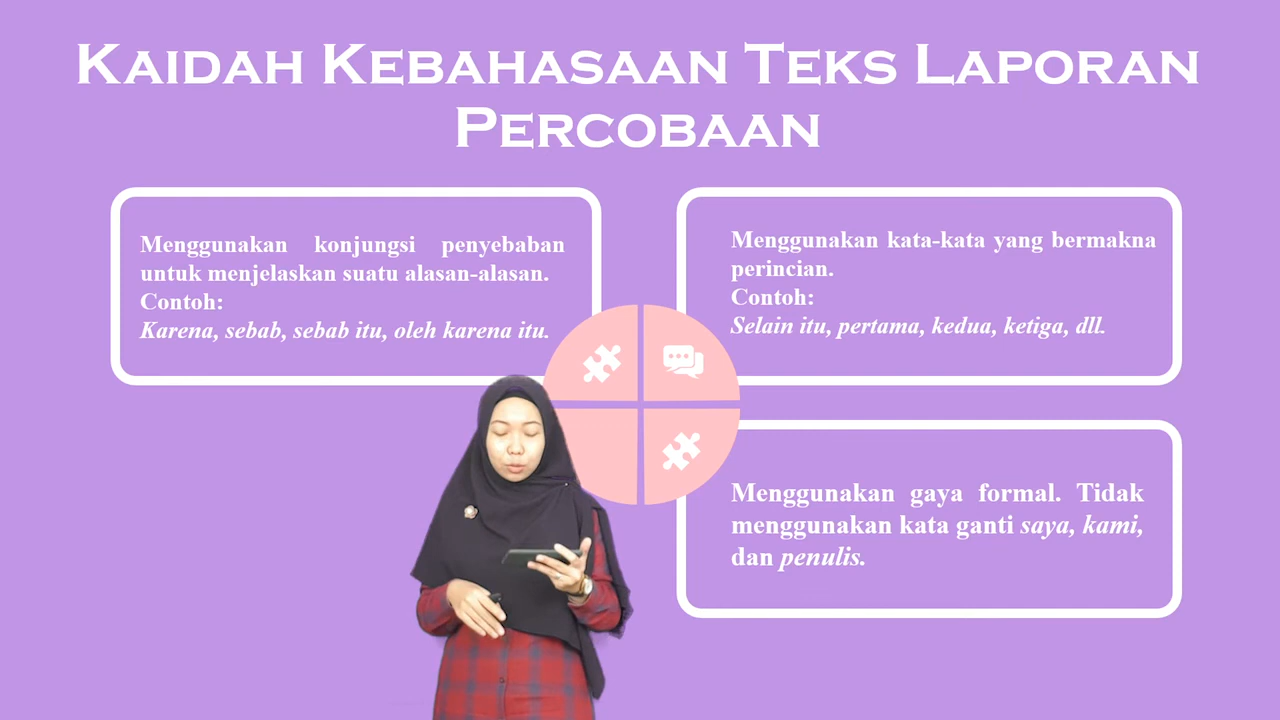 KAIDAH KEBAHASAAN TEKS LAPORAN
PERCOBAAN
Menggunakan konjungsi penyebaban
untuk menjelaskan suatu alasan-alasan.
Contoh:
Karena, sebab, sebab itu, oleh karena itu.
Menggunakan kata-kata yang bermakna
perincian.
Contoh:
Selain itu, pertama, kedua, ketiga, dll.
Menggunakan gaya formal. Tidak
menggunakan kata ganti saya, kami,
dan penulis.